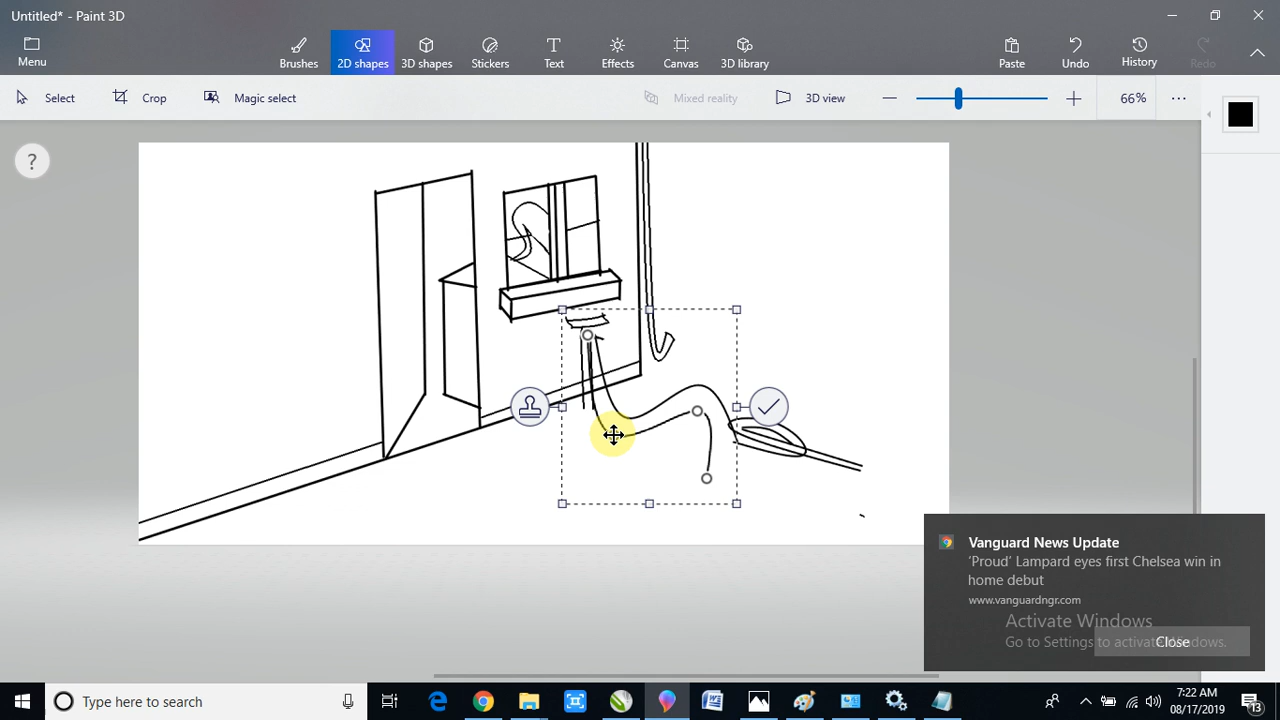 Untitled* - Paint 3D
Menu
Brushes
2D shapes
3D shapes
Stickers
Text
Effects
Canvas
3D library
Paste
Undo
History
Redo
Select
Crop
Magic select
Mixed reality
3D view
66%
?
Vanguard News Update
‘Proud’ Lampard eyes first Chelsea win in
home debut
www.vanguardngr.com
Activate Windows
Go to Settings to activate Windows.
Close
Type here to search
7:22 AM
08/17/2019
13